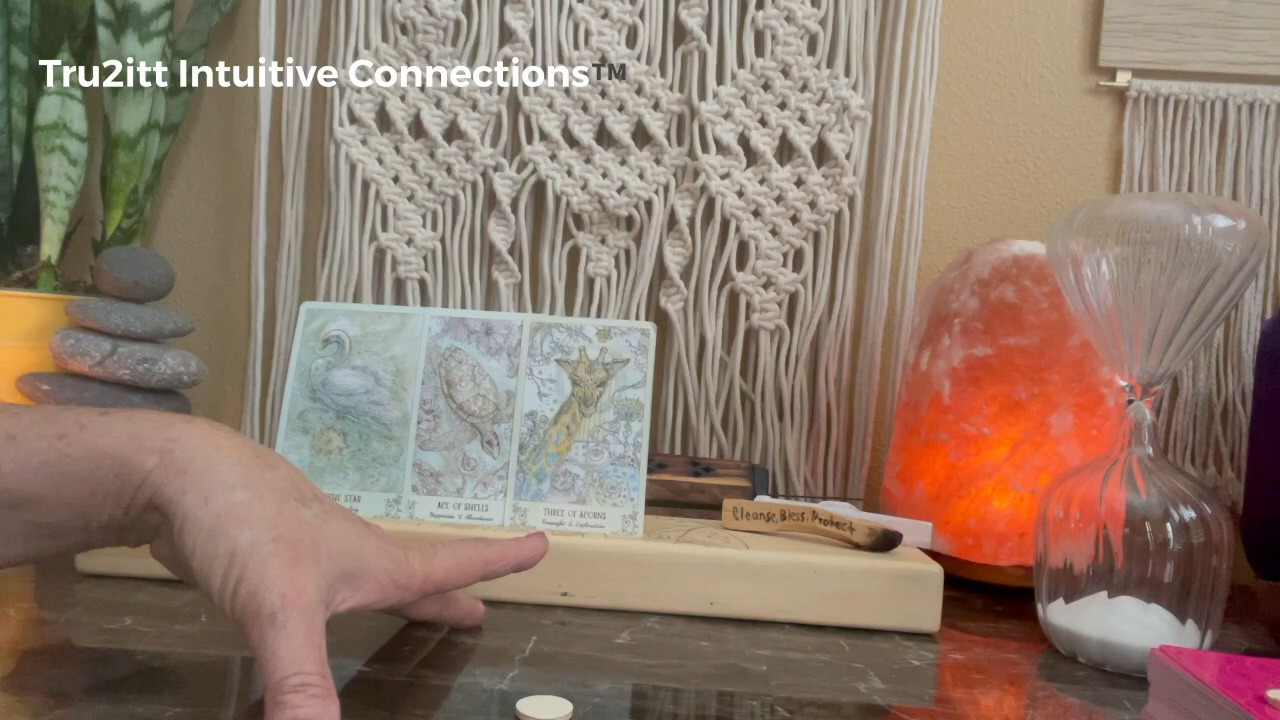 Tru2itt Intuitive Connections™
THE STAR
ACE OF SHELLS
Happiness & Abundance
THREE OF ACORNS
Foresight & Exploration
Cleanse, Bless, Protect